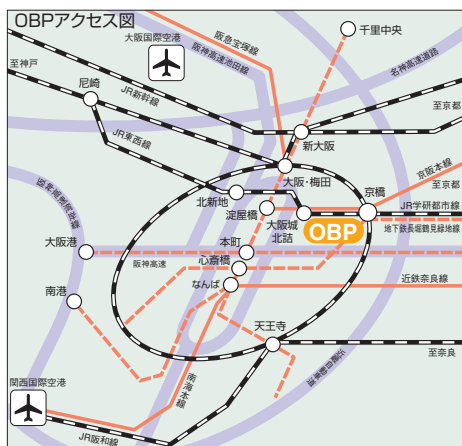 OBPアクセス図
大阪国際空港
阪急宝塚線
阪神高速池田線
千里中央
名神高速道路
至神戸
尼崎
JR新幹線
JR東西線
至京都
新大阪
大阪・梅田
京阪本線
至京都
北新地
京橋
淀屋橋
JR学研都市線
大阪城
北詰
OBP
地下鉄長堀鶴見緑地線
大阪港
本町
阪神高速
心斎橋
なんば
近鉄奈良線
南港
天王寺
至奈良
関西国際空港
南海本線
近畿自動車道
JR阪和線